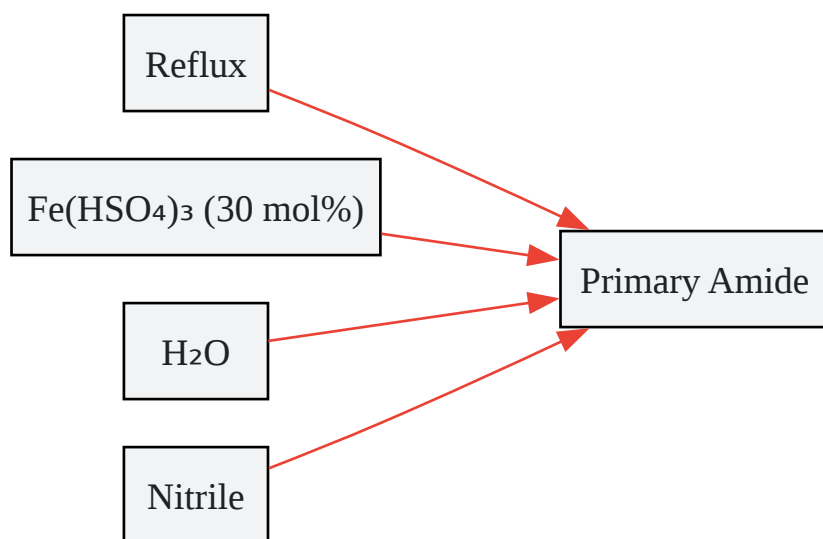 Reflux
Fe(HSO₄)₃ (30 mol%)
Primary Amide
H₂O
Nitrile